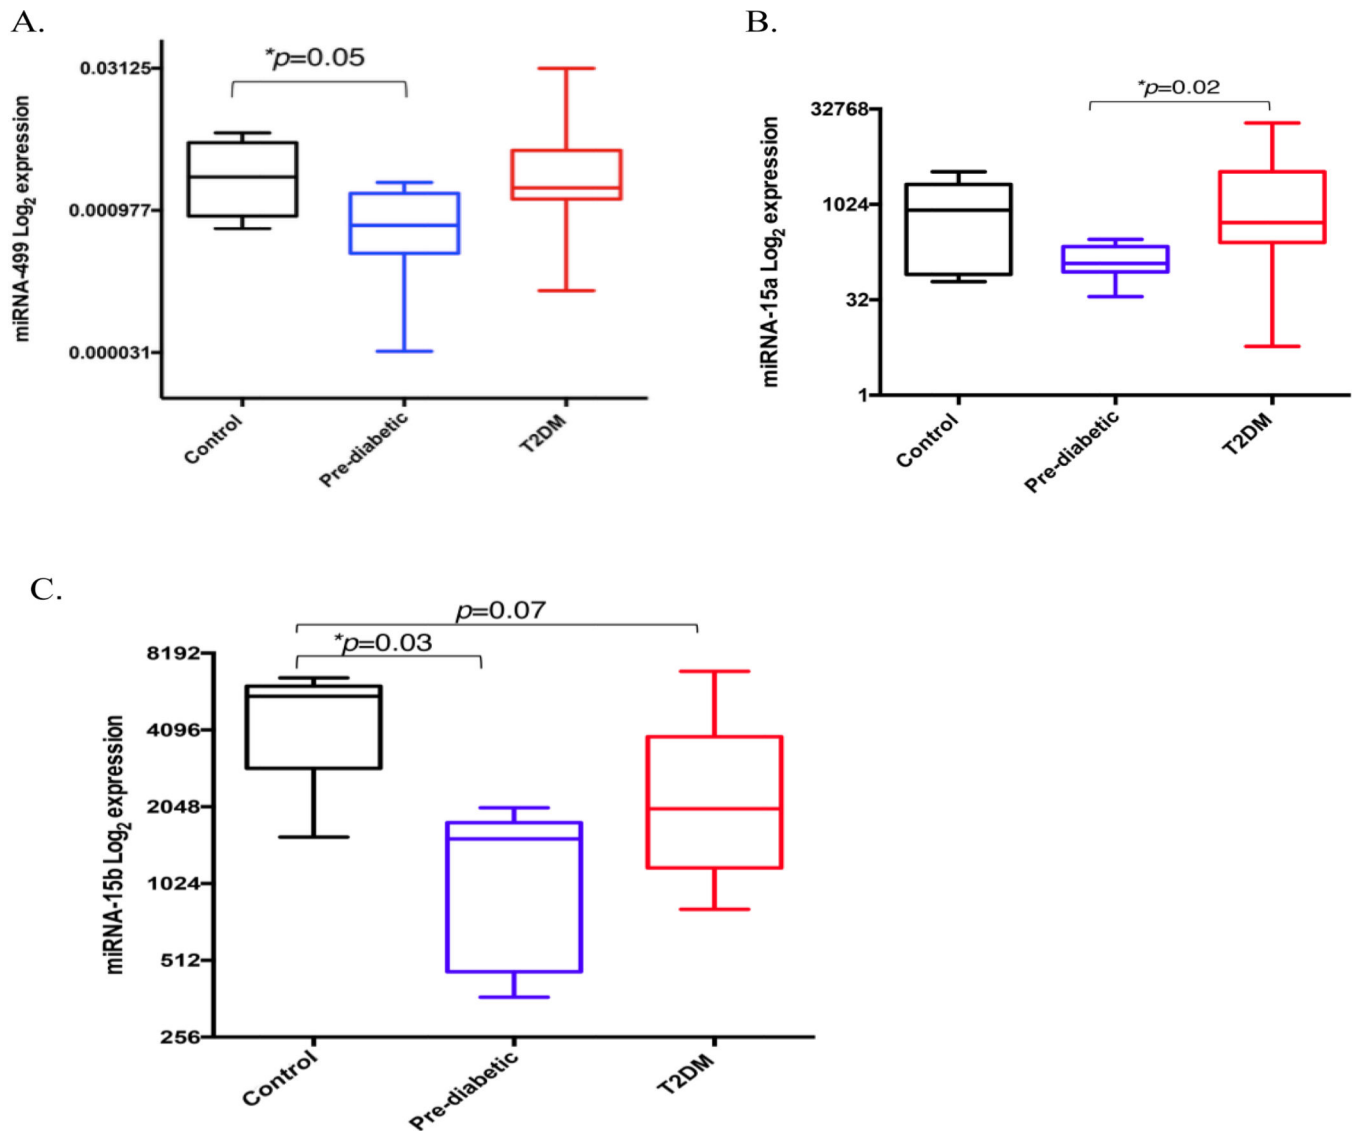 A.
*p=0.05
0.03125
0.000977
0.000031
miRNA-499 Log2 expression
Control
Pre-diabetic
T2DM
B.
*p=0.02
32768
1024
32
1
miRNA-15a Log2 expression
Control
Pre-diabetic
T2DM
C.
p=0.07
*p=0.03
8192
4096
2048
1024
512
256
miRNA-15b Log2 expression
Control
Pre-diabetic
T2DM